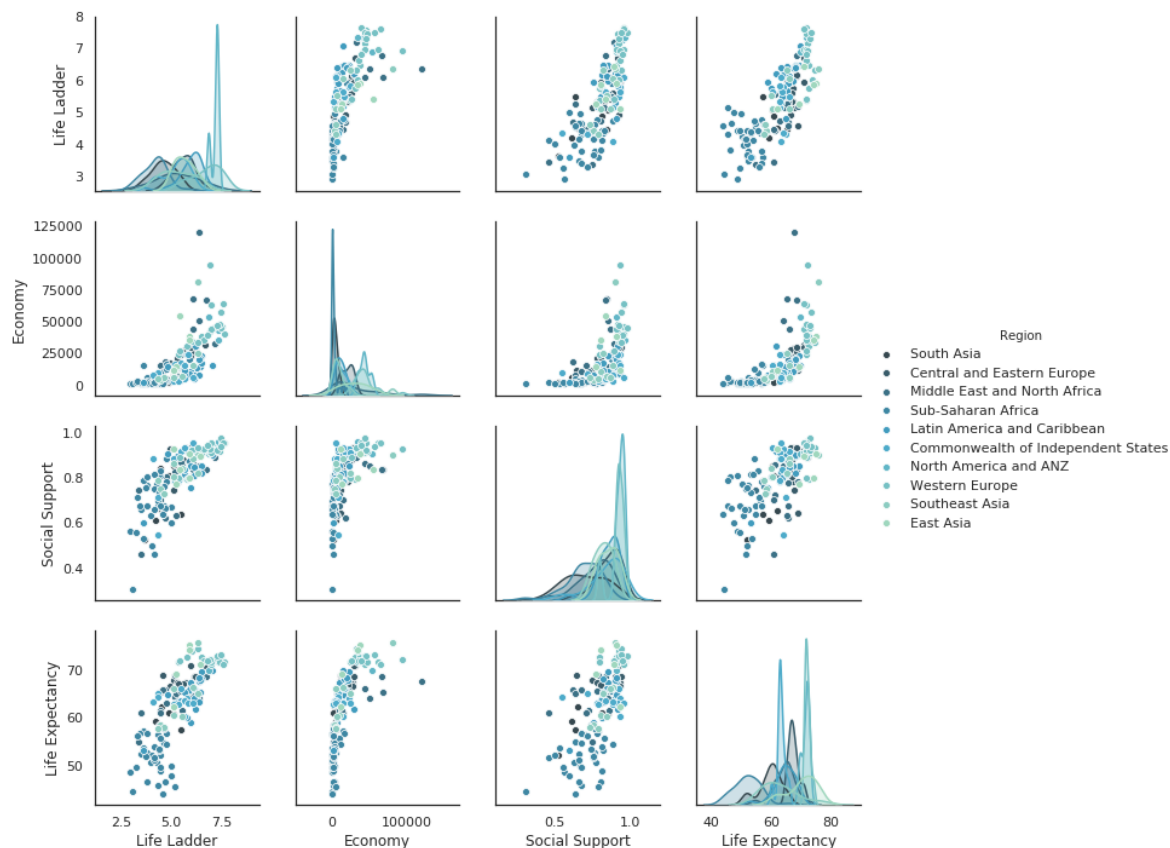 8
7
6
5
4
3
Life Ladder
125000
100000
75000
50000
25000
0
Economy
1.0
0.8
0.6
0.4
Social Support
70
60
50
Life Expectancy
2.5 5.0 7.5
Life Ladder
0 100000
Economy
0.5 1.0
Social Support
40 60 80
Life Expectancy
Region
South Asia
Central and Eastern Europe
Middle East and North Africa
Sub-Saharan Africa
Latin America and Caribbean
Commonwealth of Independent States
North America and ANZ
Western Europe
Southeast Asia
East Asia